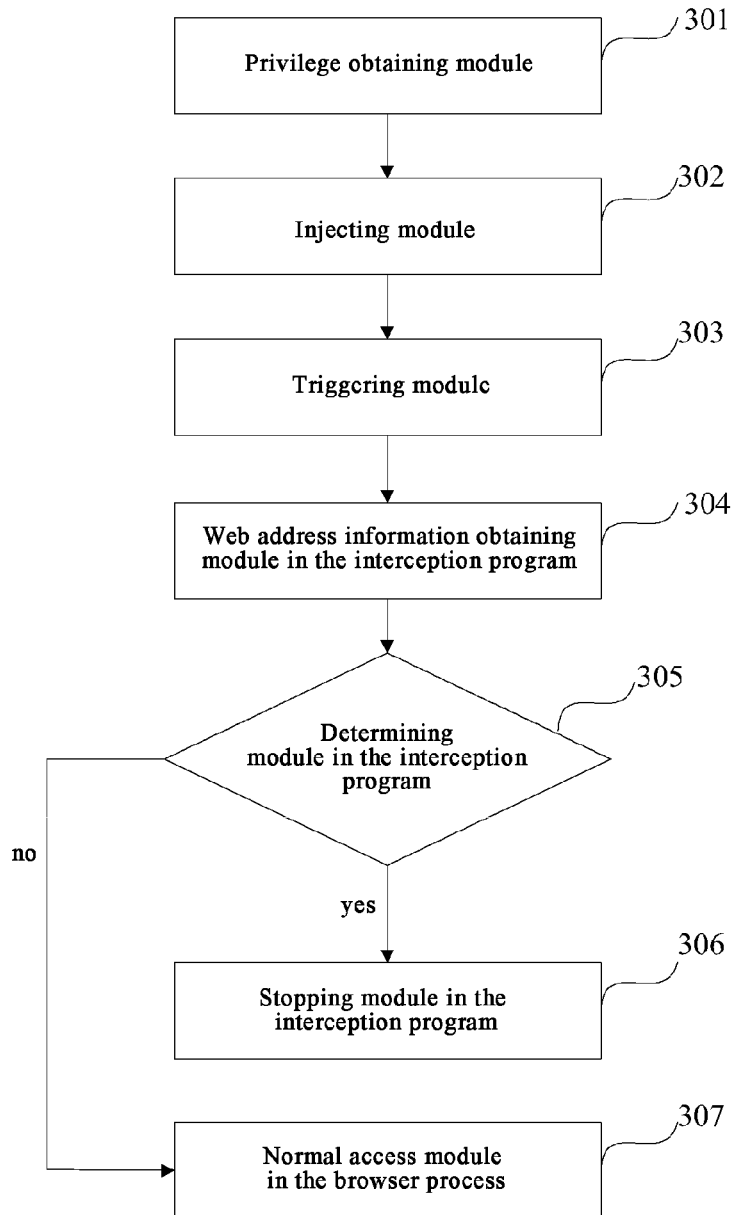 301
Privilege obtaining module
302
Injecting module
303
Triggering module
304
Web address information obtaining
module in the interception program
305
Determining
module in the interception
program
no
yes
306
Stopping module in the
interception program
307
Normal access module
in the browser process